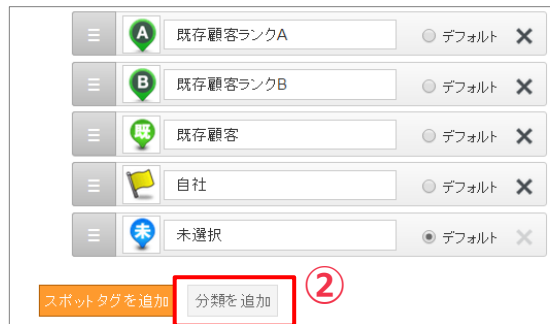 A 既存顧客ランクA デフォルト
B 既存顧客ランクB デフォルト
既 既存顧客 デフォルト
自社 デフォルト
未 未選択 デフォルト
スポットタグを追加 分類を追加 ②